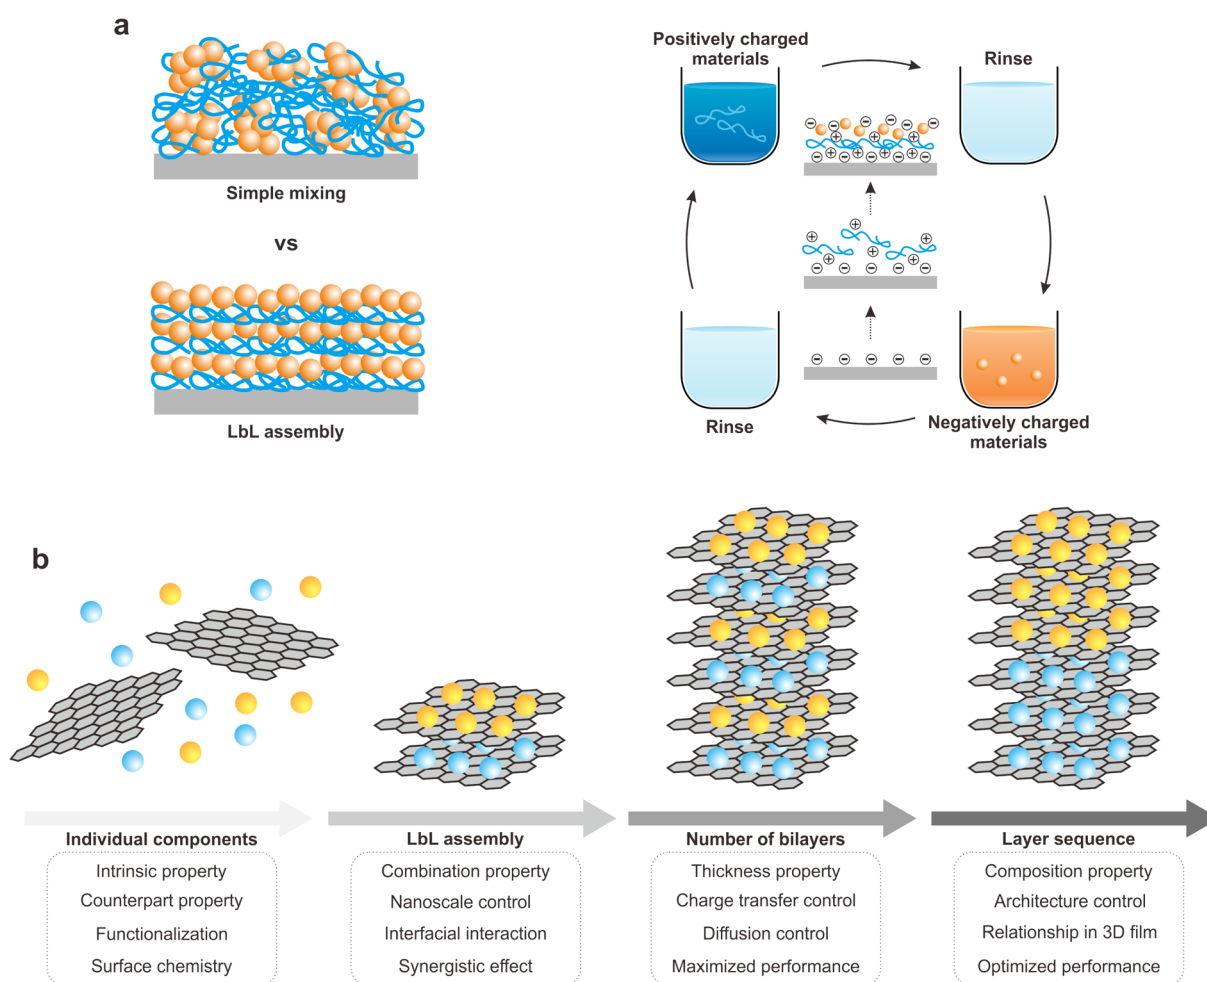 a
Simple mixing
vs
LbL assembly
Positively charged
materials
Rinse
Rinse
Negatively charged
materials
b
Individual components
Intrinsic property
Counterpart property
Functionalization
Surface chemistry
LbL assembly
Combination property
Nanoscale control
Interfacial interaction
Synergistic effect
Number of bilayers
Thickness property
Charge transfer control
Diffusion control
Maximized performance
Layer sequence
Composition property
Architecture control
Relationship in 3D film
Optimized performance